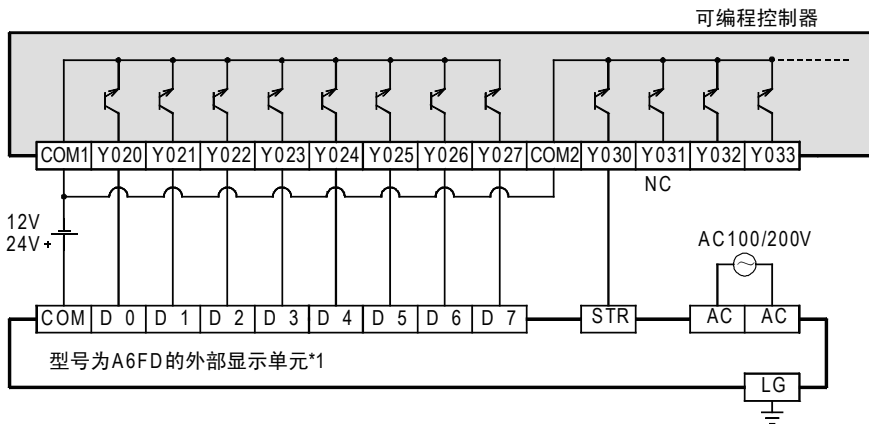 可编程控制器
COM1 Y020 Y021 Y022 Y023 Y024 Y025 Y026 Y027 COM2 Y030 Y031 Y032 Y033
NC
12V
24V +
AC100/200V
COM D 0 D 1 D 2 D 3 D 4 D 5 D 6 D 7 STR AC AC
型号为A6FD的外部显示单元*1
LG